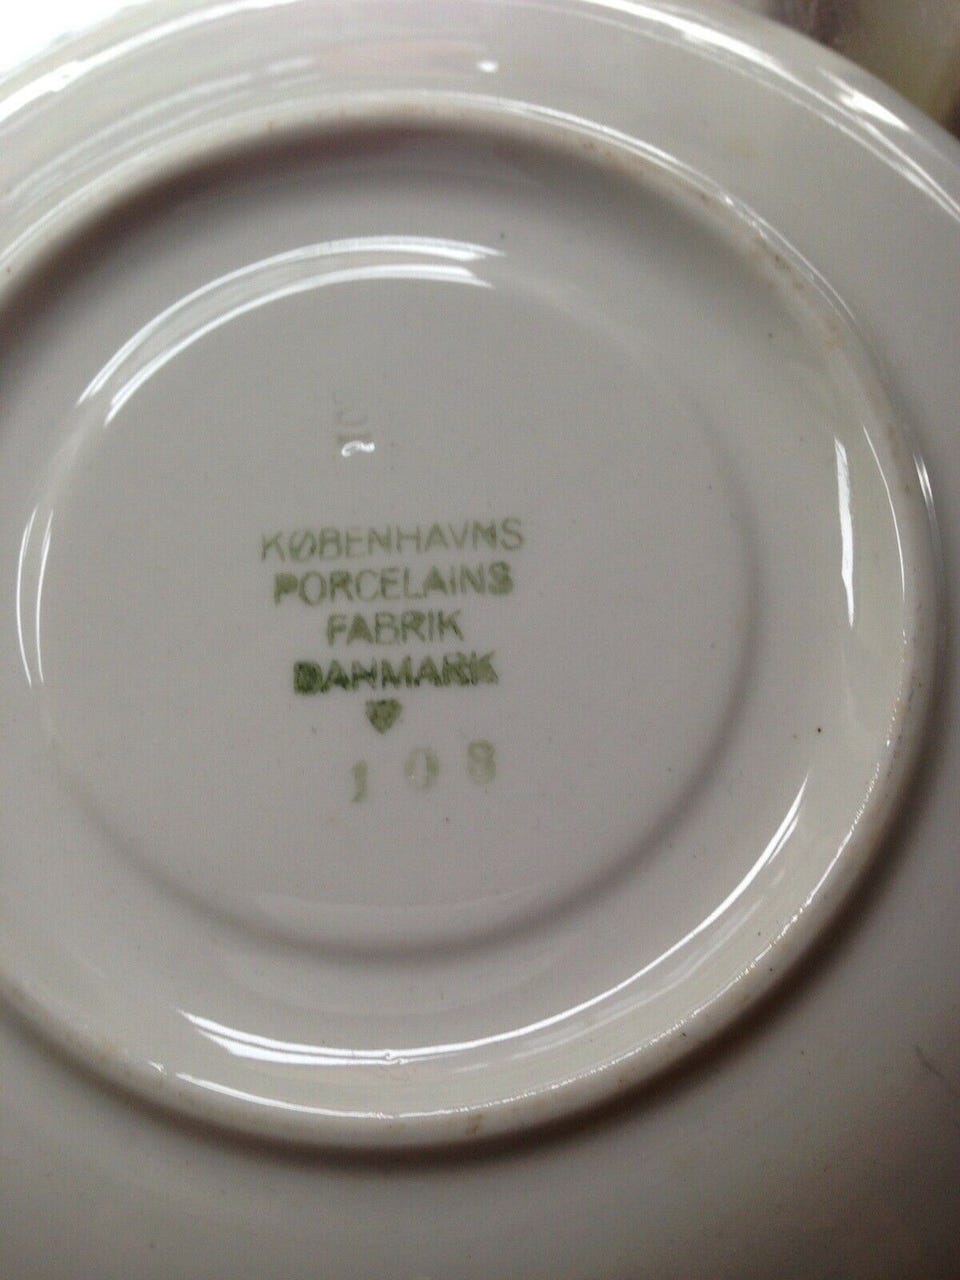 KØBENHAVNS
PORCELAINS
FABRIK
DANMARK
108